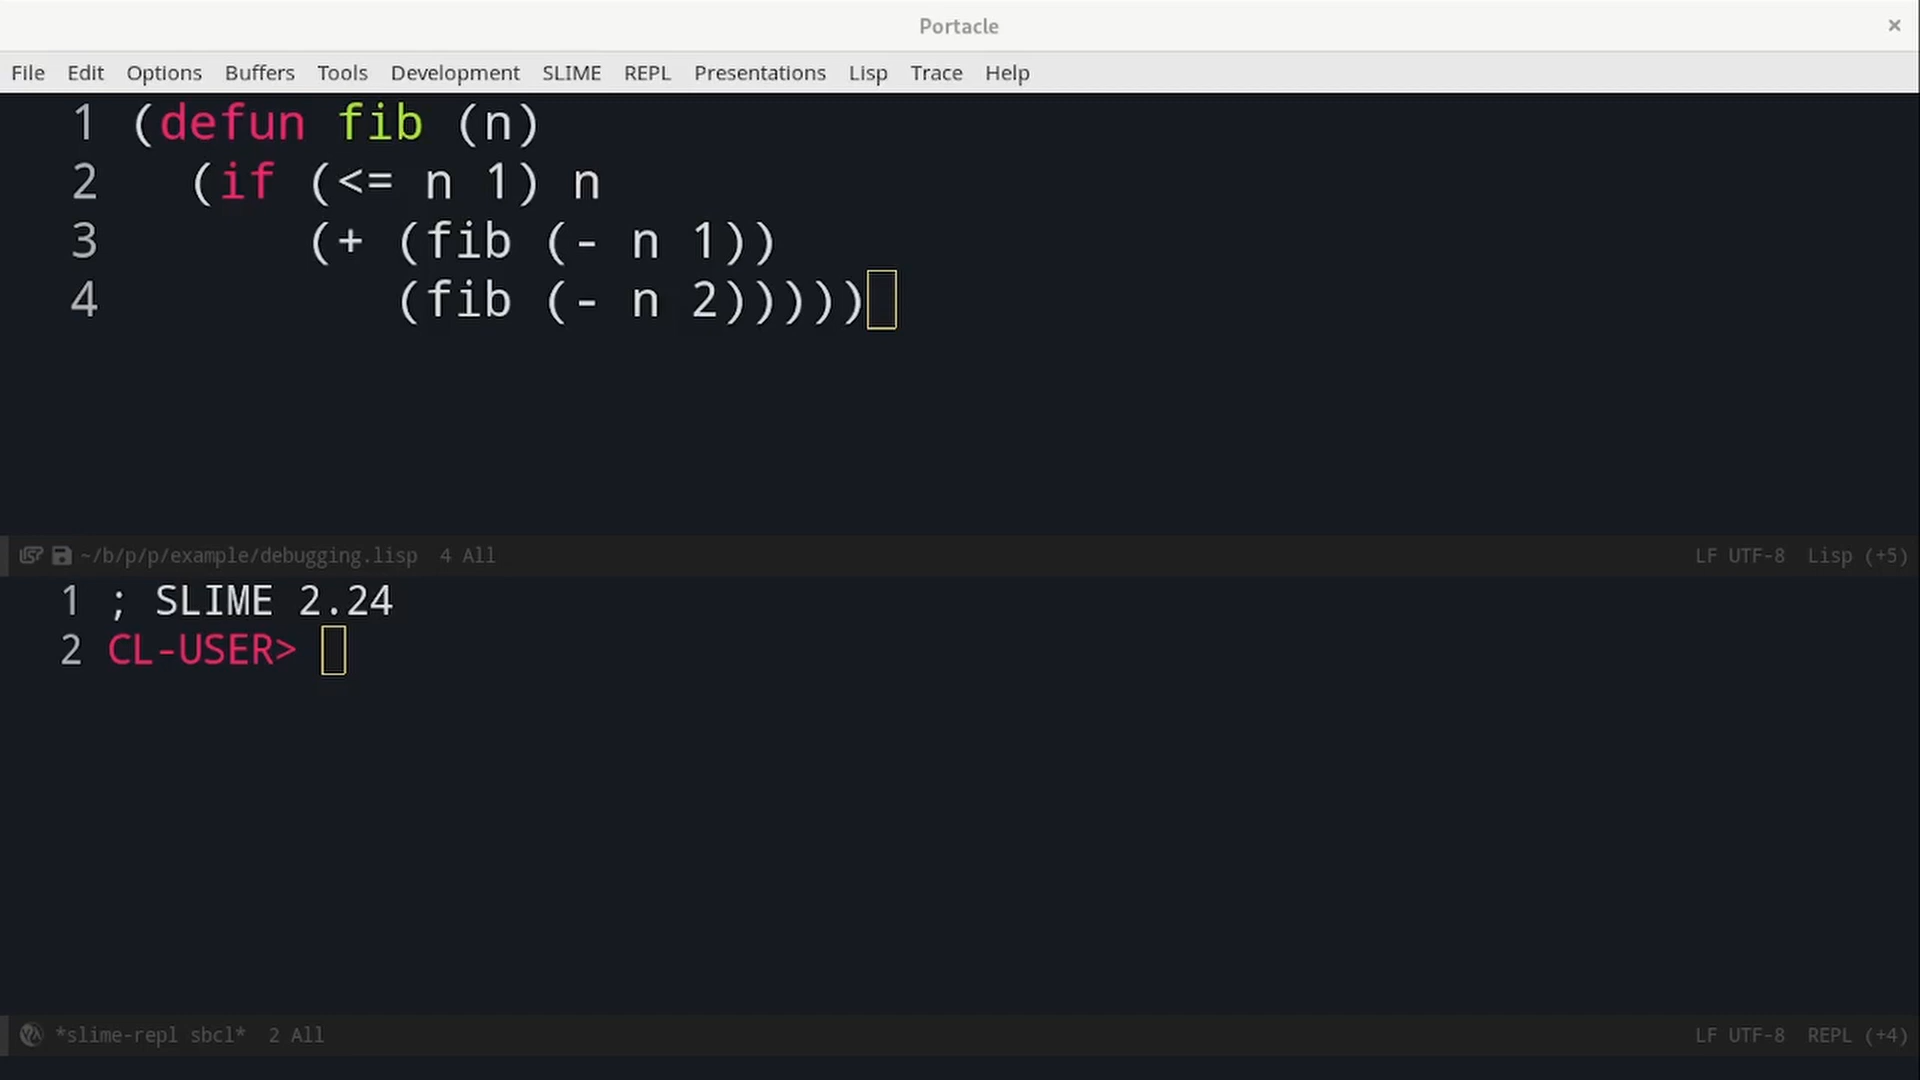 Portacle ×
File Edit Options Buffers Tools Development SLIME REPL Presentations Lisp Trace Help
1 (defun fib (n)
2   (if (<= n 1) n
3       (+ (fib (- n 1))
4          (fib (- n 2)))))
~/b/p/p/example/debugging.lisp 4 All LF UTF-8 Lisp (+5)
1 ; SLIME 2.24
2 CL-USER>
*slime-repl sbcl* 2 All LF UTF-8 REPL (+4)